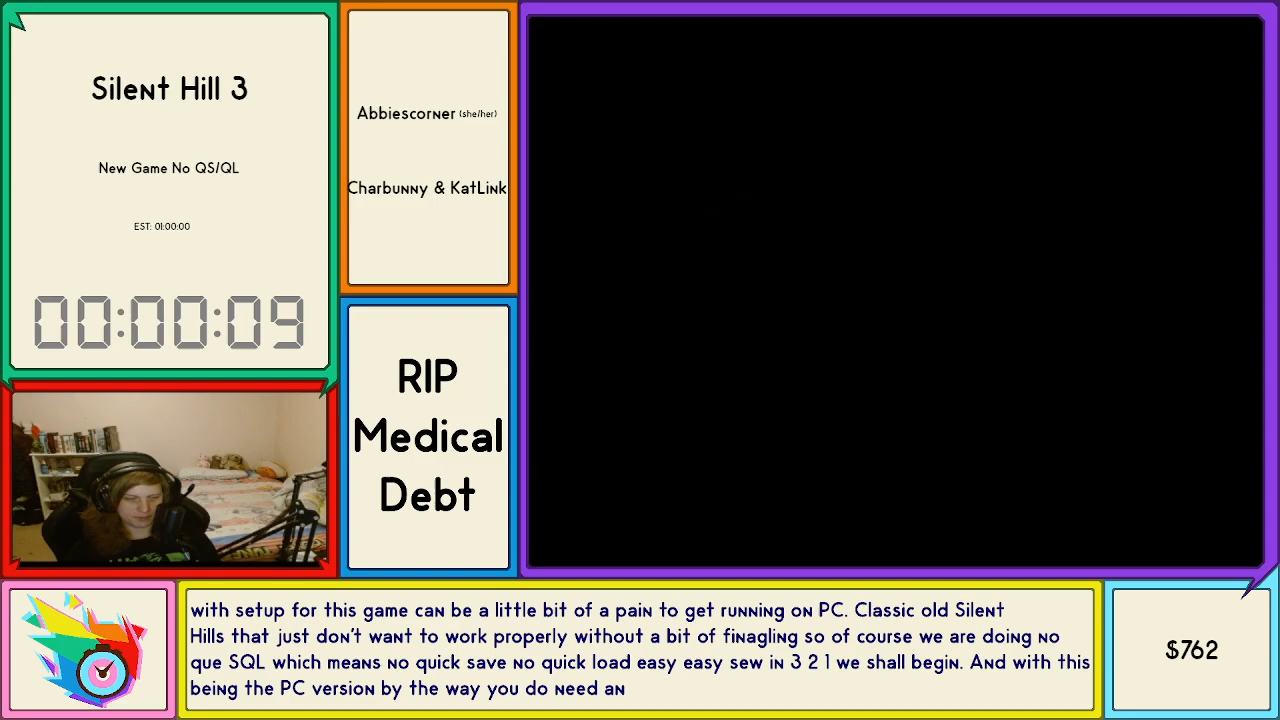 Silent Hill 3
New Game No QS/QL
EST: 01:00:00
00:00:09
Abbiescorner (she/her)
Charbunny & KatLink
RIP
Medical
Debt
with setup for this game can be a little bit of a pain to get running on PC. Classic old Silent
Hills that just don't want to work properly without a bit of finagling so of course we are doing no
que SQL which means no quick save no quick load easy easy sew in 3 2 1 we shall begin. And with this
being the PC version by the way you do need an
$762